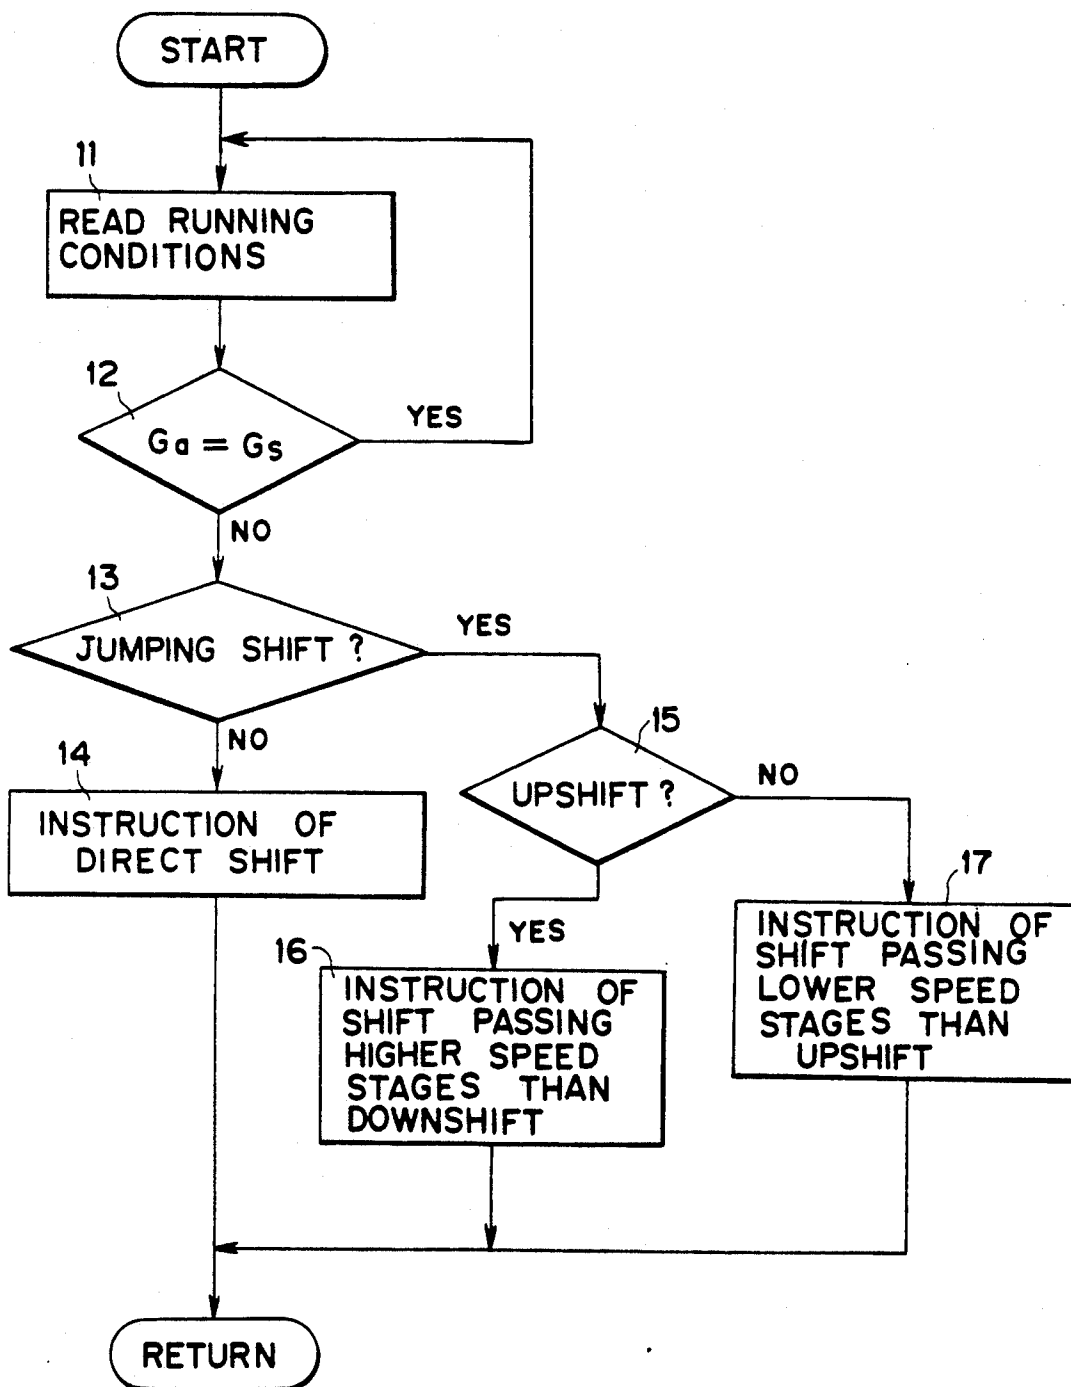 START
11
READ RUNNING
CONDITIONS
12
Ga = Gs
YES
NO
13
JUMPING SHIFT ?
YES
NO
14
INSTRUCTION OF
DIRECT SHIFT
15
UPSHIFT ?
NO
YES
16
INSTRUCTION OF
SHIFT PASSING
HIGHER SPEED
STAGES THAN
DOWNSHIFT
17
INSTRUCTION OF
SHIFT PASSING
LOWER SPEED
STAGES THAN
UPSHIFT
RETURN